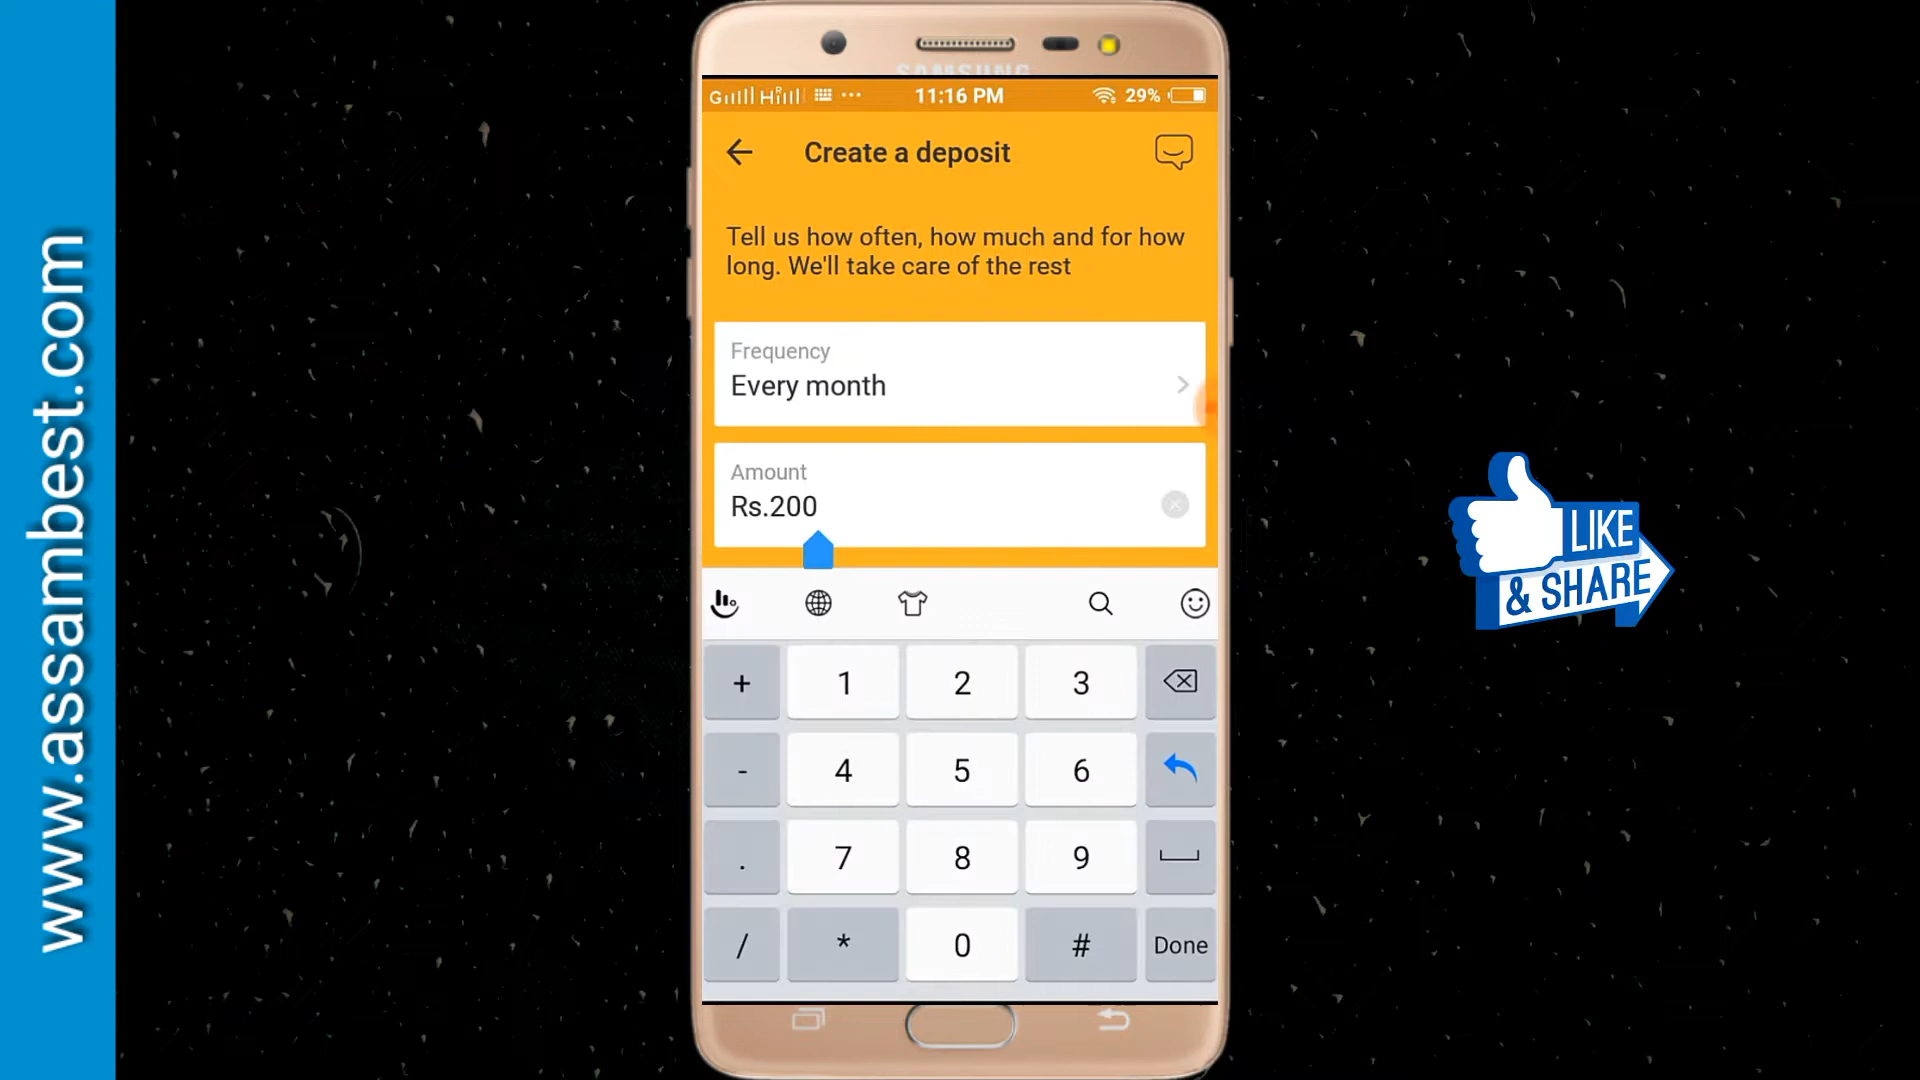 www.assambest.com
SAMSUNG
11:16 PM
29%
Create a deposit
Tell us how often, how much and for how
long. We'll take care of the rest
Frequency
Every month
Amount
Rs.200
+ 1 2 3
- 4 5 6
. 7 8 9
/ * 0 # Done
LIKE
& SHARE